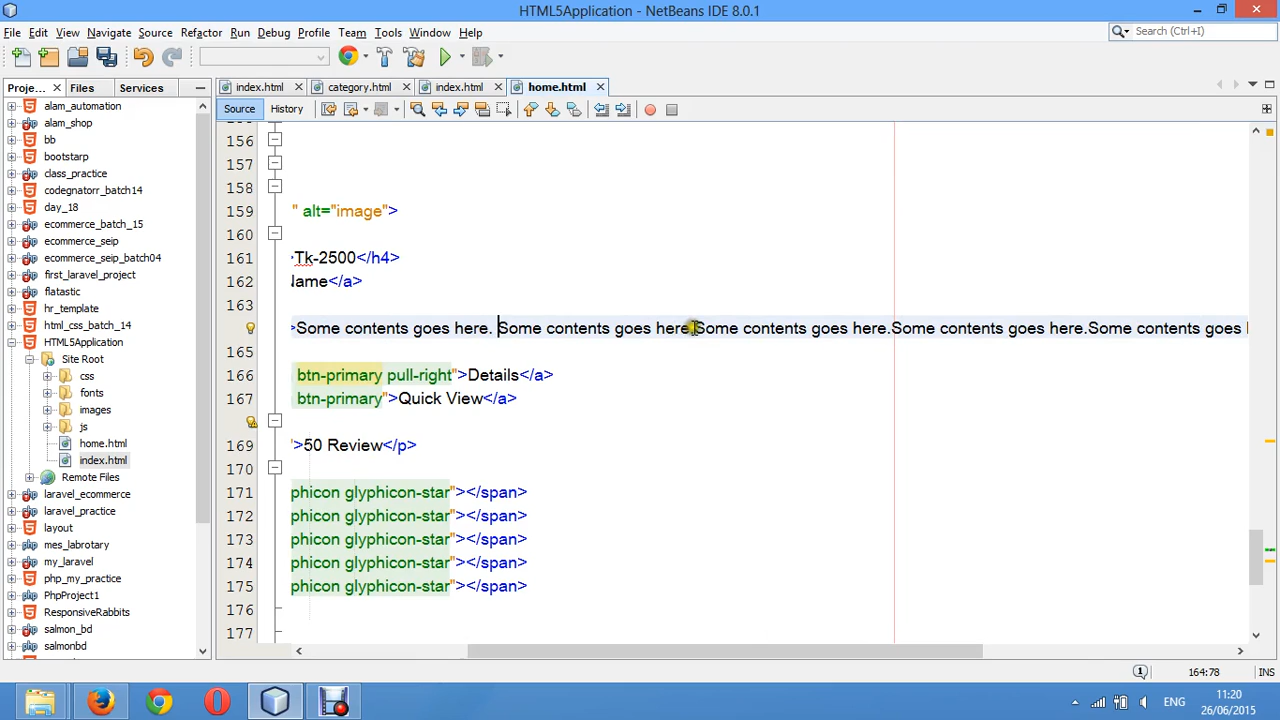 HTML5Application - NetBeans IDE 8.0.1
File Edit View Navigate Source Refactor Run Debug Profile Team Tools Window Help
Search (Ctrl+I)
Proje... Files Services
index.html category.html index.html home.html
Source History
alam_automation
alam_shop
bb
bootstarp
class_practice
codegnatorr_batch14
day_18
ecommerce_batch_15
ecommerce_seip
ecommerce_seip_batch04
first_laravel_project
flatastic
hr_template
html_css_batch_14
HTML5Application
Site Root
css
fonts
images
js
home.html
index.html
Remote Files
laravel_ecommerce
laravel_practice
layout
mes_labrotary
my_laravel
php_my_practice
PhpProject1
ResponsiveRabbits
salmon_bd
salmonbd
156
157
158
159 " alt="image">
160
161 Tk-2500</h4>
162 Name</a>
163
>Some contents goes here. Some contents goes here.Some contents goes here.Some contents goes here.Some contents goes
165
166 btn-primary pull-right">Details</a>
167 btn-primary">Quick View</a>
169 ">50 Review</p>
170
171 phicon glyphicon-star"></span>
172 phicon glyphicon-star"></span>
173 phicon glyphicon-star"></span>
174 phicon glyphicon-star"></span>
175 phicon glyphicon-star"></span>
176
177
1 164:78 INS
ENG 11:20
26/06/2015